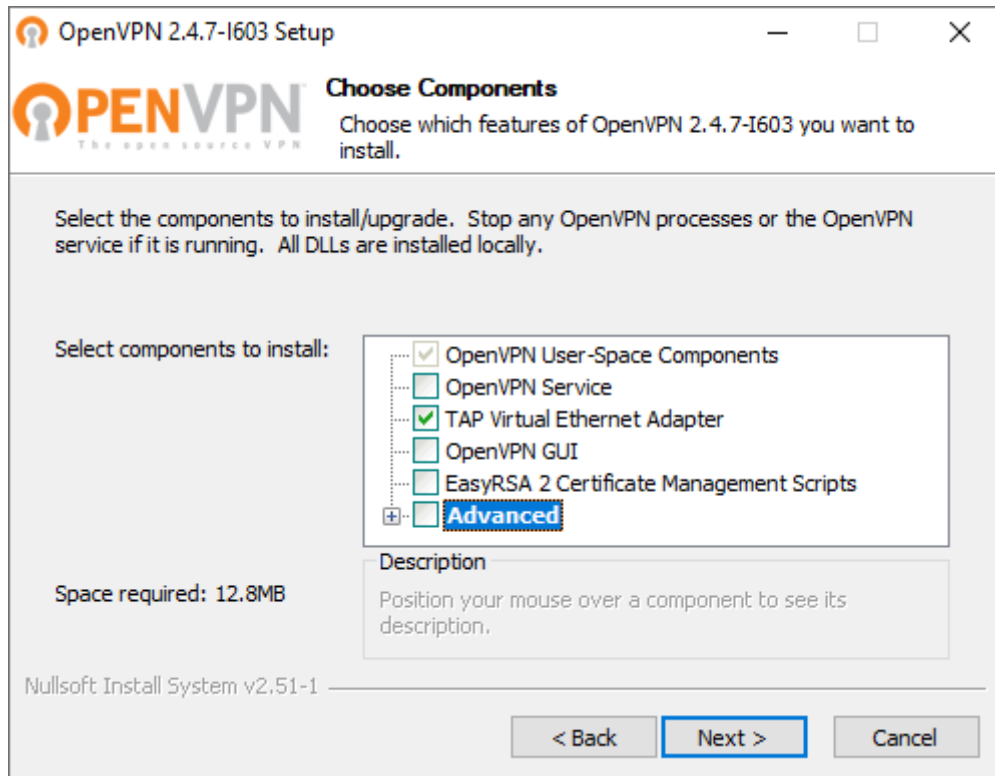 OpenVPN 2.4.7-I603 Setup
OPENVPN
The open source VPN
Choose Components
Choose which features of OpenVPN 2.4.7-I603 you want to
install.
Select the components to install/upgrade.  Stop any OpenVPN processes or the OpenVPN
service if it is running.  All DLLs are installed locally.
Select components to install:
OpenVPN User-Space Components
OpenVPN Service
TAP Virtual Ethernet Adapter
OpenVPN GUI
EasyRSA 2 Certificate Management Scripts
Advanced
Space required: 12.8MB
Description
Position your mouse over a component to see its
description.
Nullsoft Install System v2.51-1
< Back
Next >
Cancel